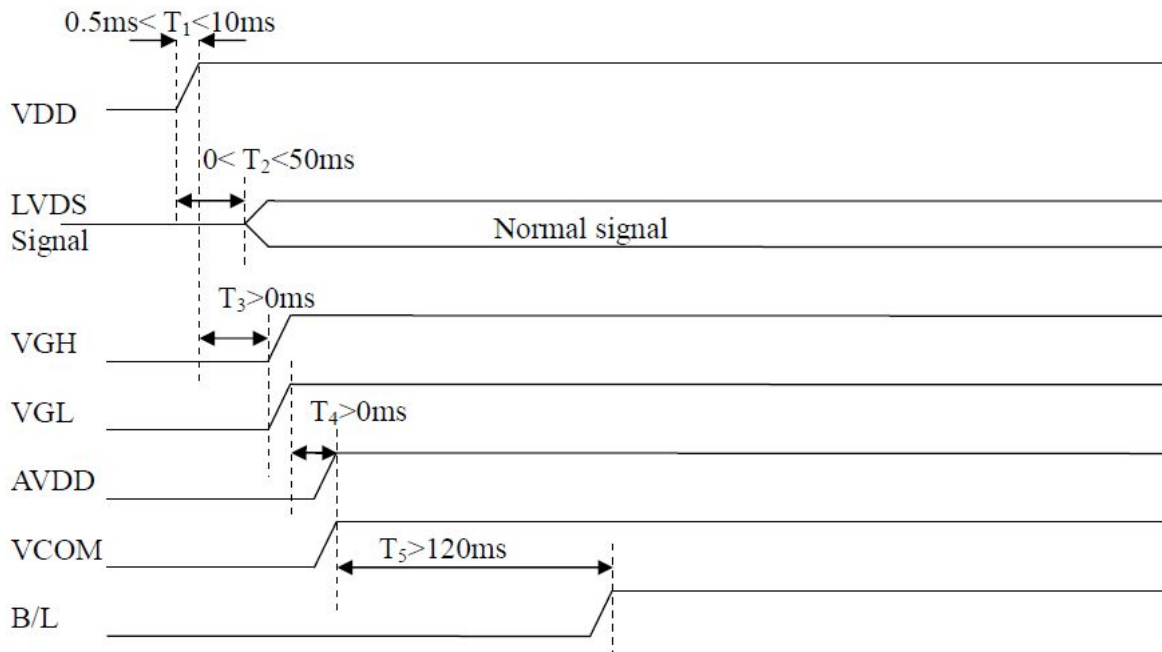 0.5ms< T₁<10ms
VDD
0< T₂<50ms
LVDS
Signal
Normal signal
T₃>0ms
VGH
VGL
T₄>0ms
AVDD
VCOM
T₅>120ms
B/L